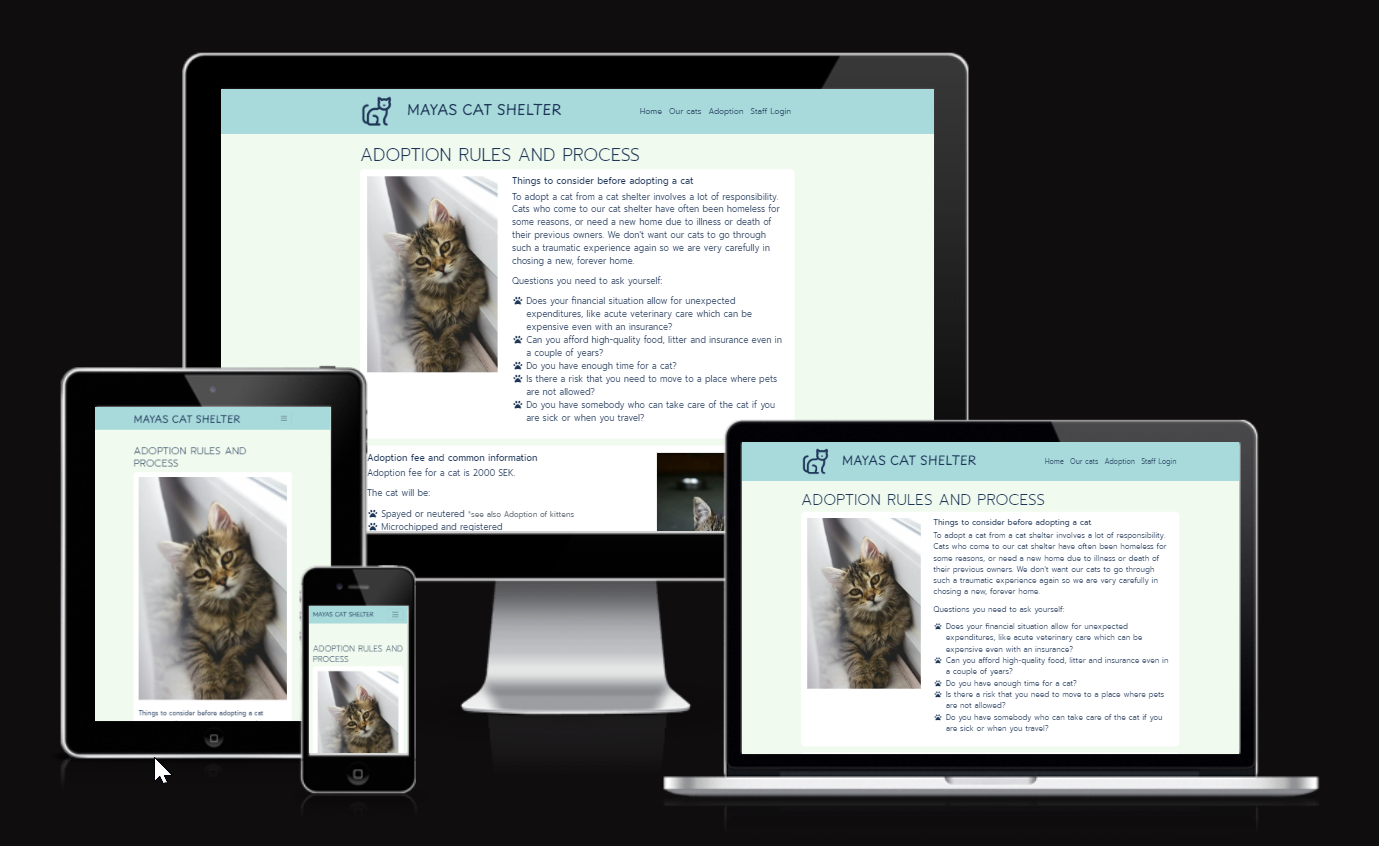 MAYAS CAT SHELTER
Home Our cats Adoption Staff Login
ADOPTION RULES AND PROCESS
Things to consider before adopting a cat
To adopt a cat from a cat shelter involves a lot of responsibility.
Cats who come to our cat shelter have often been homeless for
some reasons, or need a new home due to illness or death of
their previous owners. We don't want our cats to go through
such a traumatic experience again so we are very carefully in
chosing a new, forever home.
Questions you need to ask yourself:
Does your financial situation allow for unexpected
expenditures, like acute veterinary care which can be
expensive even with an insurance?
Can you afford high-quality food, litter and insurance even in
a couple of years?
Do you have enough time for a cat?
Is there a risk that you need to move to a place where pets
are not allowed?
Do you have somebody who can take care of the cat if you
are sick or when you travel?
Adoption fee and common information
Adoption fee for a cat is 2000 SEK.
The cat will be:
Spayed or neutered *see also Adoption of kittens
Microchipped and registered
MAYAS CAT SHELTER
ADOPTION RULES AND
PROCESS
Things to consider before adopting a cat
MAYAS CAT SHELTER
ADOPTION RULES AND
PROCESS
MAYAS CAT SHELTER
Home Our cats Adoption Staff Login
ADOPTION RULES AND PROCESS
Things to consider before adopting a cat
To adopt a cat from a cat shelter involves a lot of responsibility.
Cats who come to our cat shelter have often been homeless for
some reasons, or need a new home due to illness or death of
their previous owners. We don't want our cats to go through
such a traumatic experience again so we are very carefully in
chosing a new, forever home.
Questions you need to ask yourself:
Does your financial situation allow for unexpected
expenditures, like acute veterinary care which can be
expensive even with an insurance?
Can you afford high-quality food, litter and insurance even in
a couple of years?
Do you have enough time for a cat?
Is there a risk that you need to move to a place where pets
are not allowed?
Do you have somebody who can take care of the cat if you
are sick or when you travel?